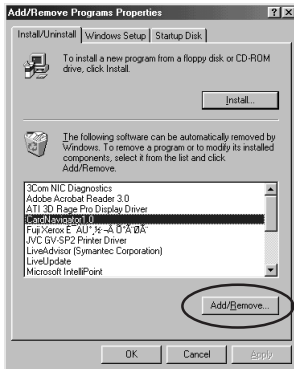 Add/Remove Programs Properties
Install/Uninstall Windows Setup Startup Disk
To install a new program from a floppy disk or CD-ROM
drive, click Install.
Install...
The following software can be automatically removed by
Windows. To remove a program or to modify its installed
components, select it from the list and click
Add/Remove.
3Com NIC Diagnostics
Adobe Acrobat Reader 3.0
ATI 3D Rage Pro Display Driver
CardNavigator1.0
Fuji Xerox
JVC GV-SP2 Printer Driver
LiveAdvisor (Symantec Corporation)
LiveUpdate
Microsoft IntelliPoint
Add/Remove...
OK Cancel Apply